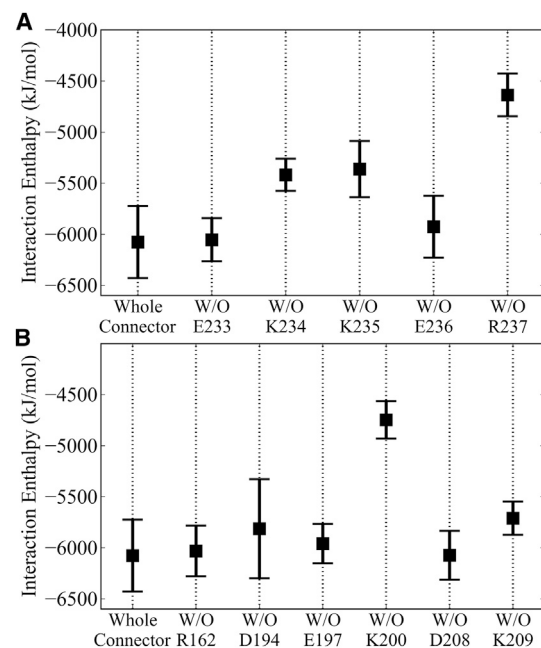 A
Interaction Enthalpy (kJ/mol)
−4000
−4500
−5000
−5500
−6000
−6500
Whole W/O W/O W/O W/O W/O
Connector E233 K234 K235 E236 R237
B
Interaction Enthalpy (kJ/mol)
−4500
−5000
−5500
−6000
−6500
Whole W/O W/O W/O W/O W/O W/O
Connector R162 D194 E197 K200 D208 K209